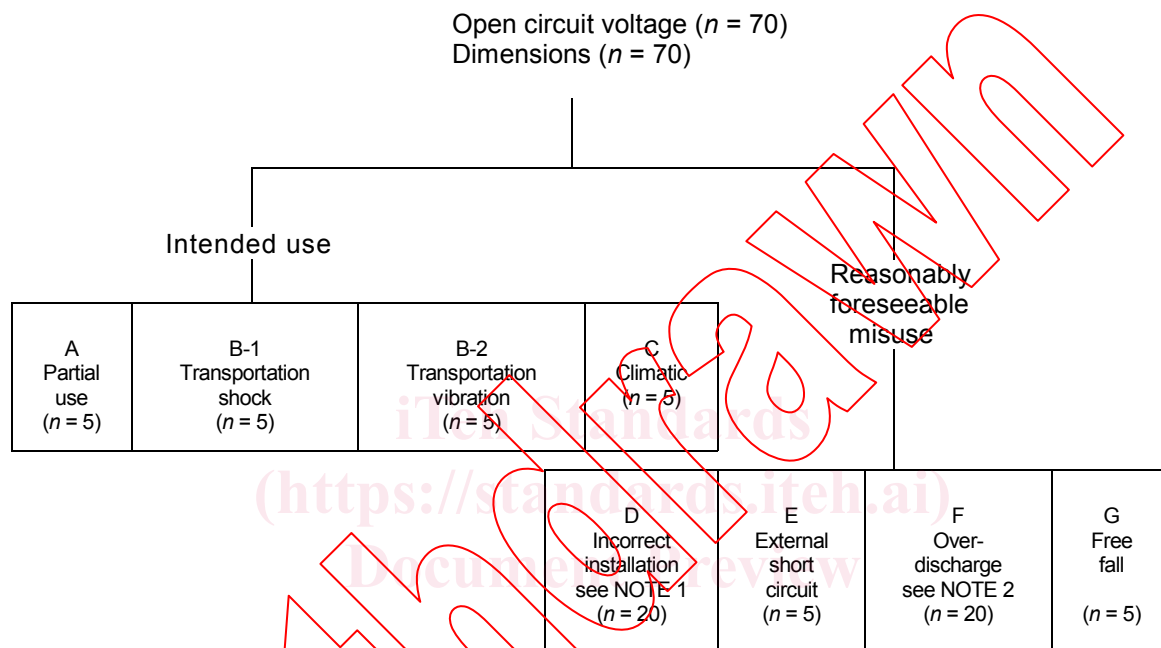 Open circuit voltage (n = 70)
Dimensions (n = 70)
Intended use
Reasonably
foreseeable
misuse
A
Partial
use
(n = 5)
B-1
Transportation
shock
(n = 5)
B-2
Transportation
vibration
(n = 5)
C
Climatic
(n = 5)
iTeh Standards
(https://standards.iteh.ai)
Document Preview
D
Incorrect
installation
see NOTE 1
(n = 20)
E
External
short
circuit
(n = 5)
F
Over-
discharge
see NOTE 2
(n = 20)
G
Free
fall
(n = 5)